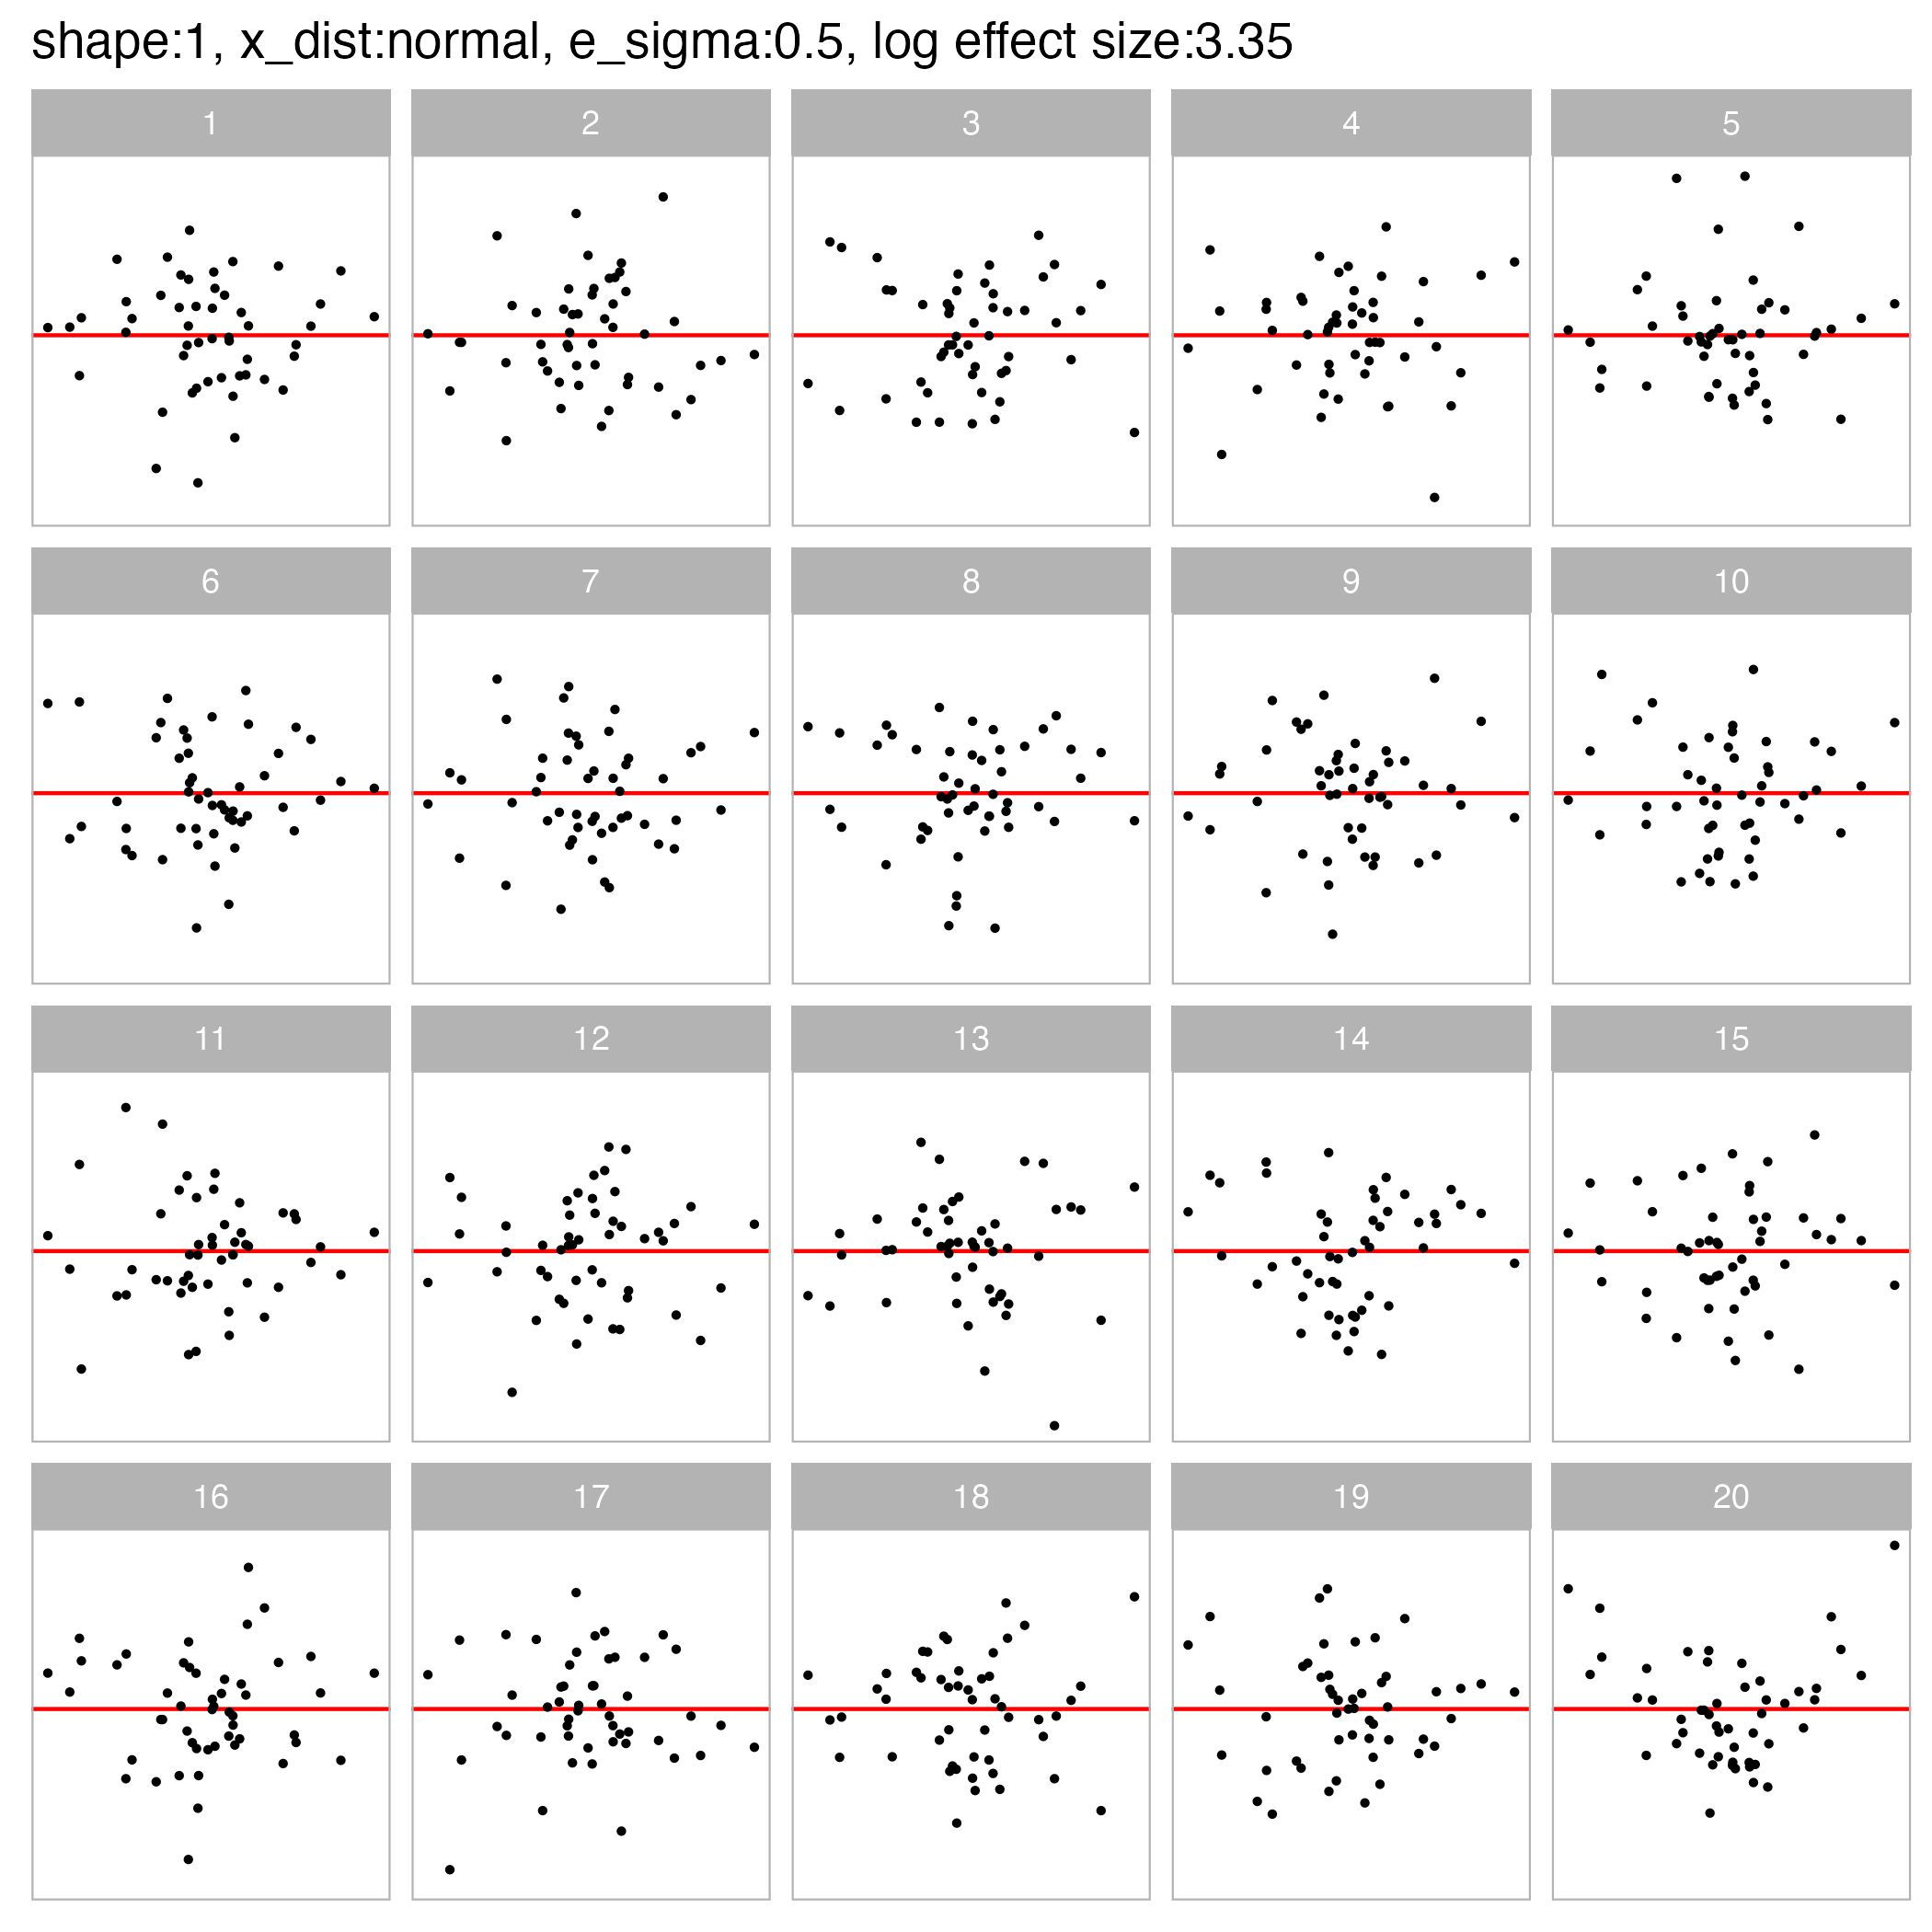 shape:1, x_dist:normal, e_sigma:0.5, log effect size:3.35
1 2 3 4 5
6 7 8 9 10
11 12 13 14 15
16 17 18 19 20